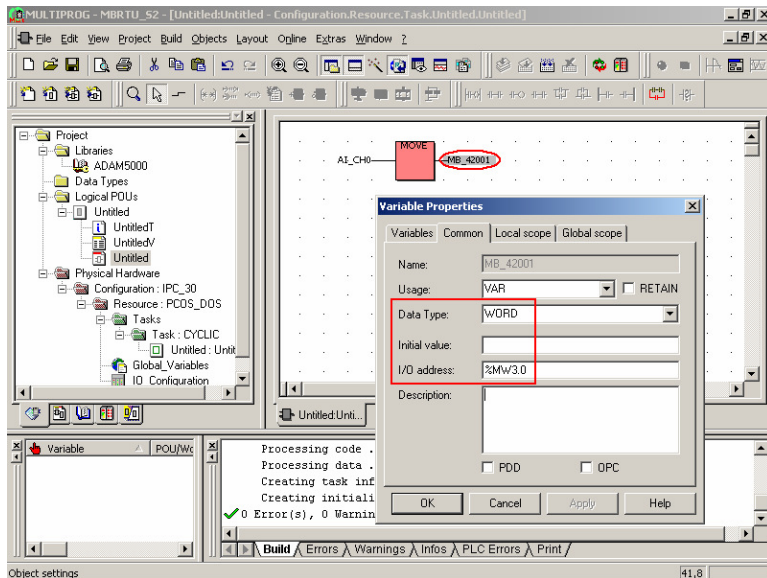 MULTIPROG - MBRTU_S2 - [Untitled:Untitled - Configuration.Resource.Task.Untitled.Untitled]
File Edit View Project Build Objects Layout Online Extras Window ?
Project
Libraries
ADAM5000
Data Types
Logical POUs
Untitled
UntitledT
UntitledV
Untitled
Physical Hardware
Configuration : IPC_30
Resource : PCOS_DOS
Tasks
Task : CYCLIC
Untitled : Untit
Global_Variables
IO_Configuration
MOVE
AI_CH0 MB_42001
Untitled:Unti...
Variable Properties
Variables Common Local scope Global scope
Name: MB_42001
Usage: VAR RETAIN
Data Type: WORD
Initial value:
I/O address: %MW3.0
Description:
PDD OPC
OK Cancel Apply Help
Variable POU/Wo
Processing code .
Processing data .
Creating task inf
Creating initiali
0 Error(s), 0 Warnin
Build Errors Warnings Infos PLC Errors Print
Object settings 41,8